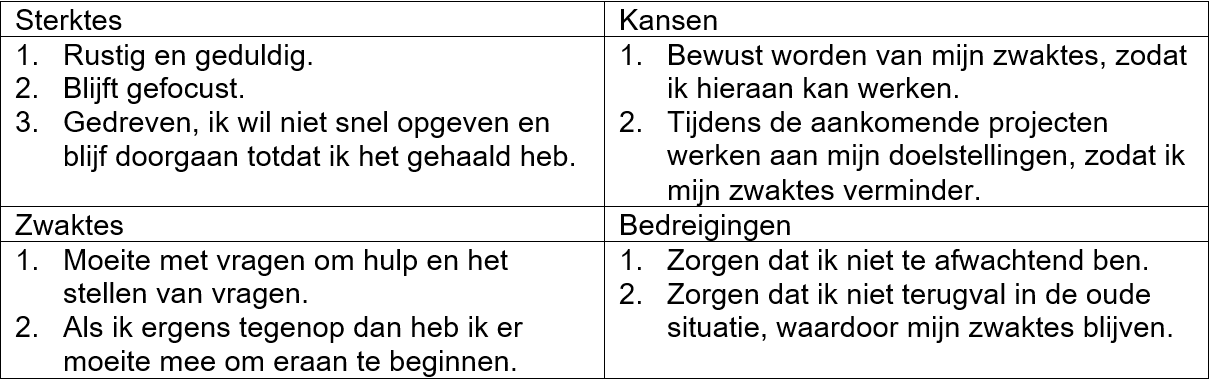 Sterktes
1. Rustig en geduldig.
2. Blijft gefocust.
3. Gedreven, ik wil niet snel opgeven en
blijf doorgaan totdat ik het gehaald heb.
Kansen
1. Bewust worden van mijn zwaktes, zodat
ik hieraan kan werken.
2. Tijdens de aankomende projecten
werken aan mijn doelstellingen, zodat ik
mijn zwaktes verminder.
Zwaktes
1. Moeite met vragen om hulp en het
stellen van vragen.
2. Als ik ergens tegenop dan heb ik er
moeite mee om eraan te beginnen.
Bedreigingen
1. Zorgen dat ik niet te afwachtend ben.
2. Zorgen dat ik niet terugval in de oude
situatie, waardoor mijn zwaktes blijven.